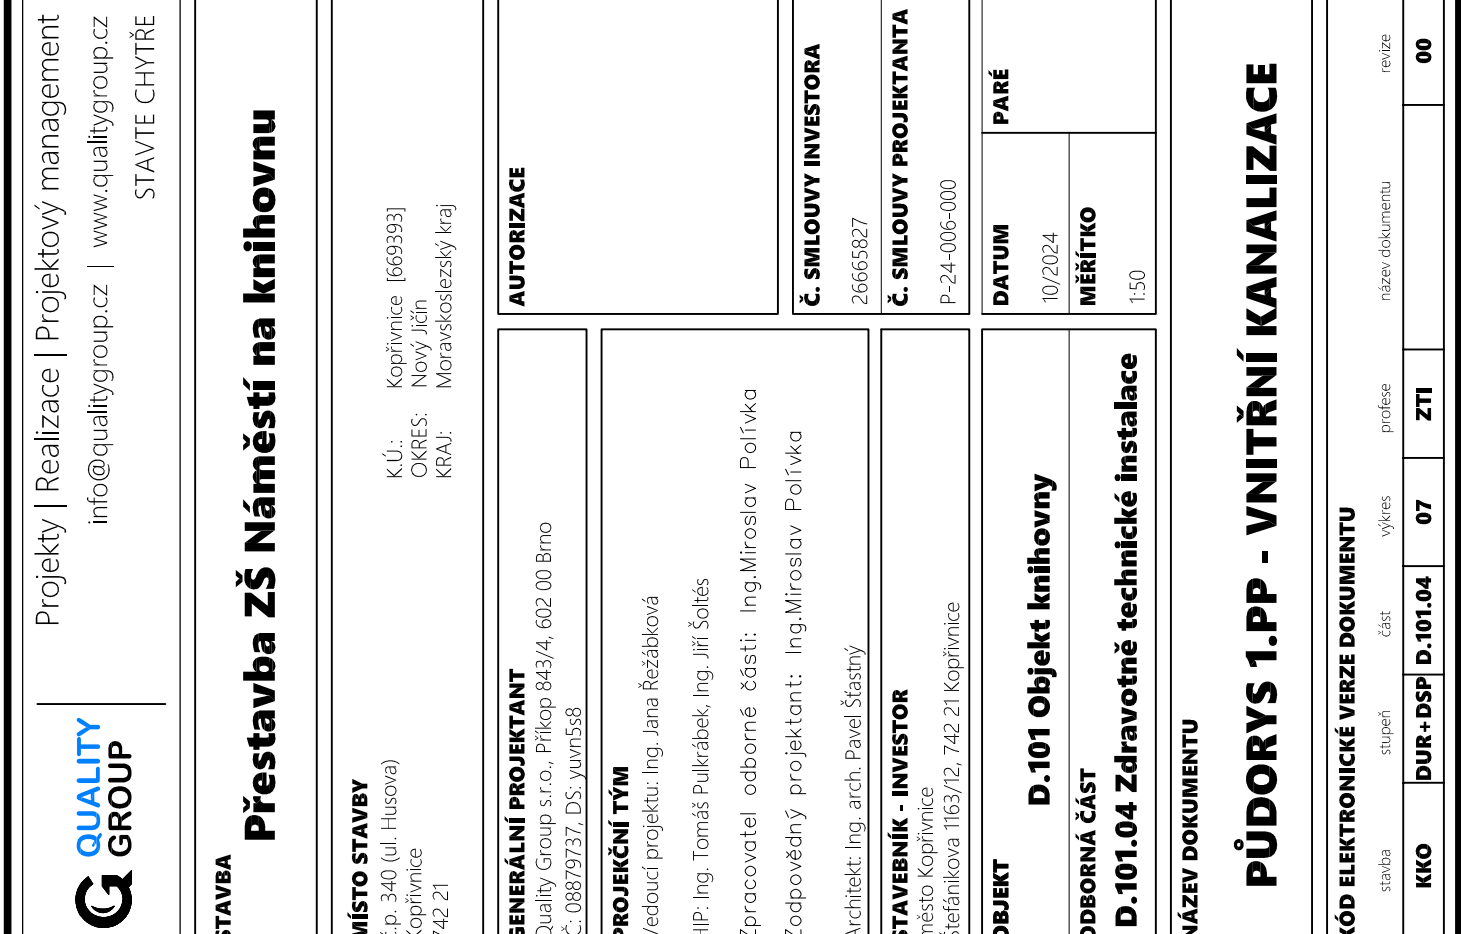 QUALITY
GROUP
Projekty | Realizace | Projektový management
info@qualitygroup.cz | www.qualitygroup.cz
STAVTE CHYTŘE
STAVBA
Přestavba ZŠ Náměstí na knihovnu
MÍSTO STAVBY
č.p. 340 (ul. Husova)
Kopřivnice
742 21
K.Ú.: Kopřivnice [669393]
OKRES: Nový Jičín
KRAJ: Moravskoslezský kraj
GENERÁLNÍ PROJEKTANT
Quality Group s.r.o., Příkop 843/4, 602 00 Brno
Č: 08879737, DS: yuvn5s8
AUTORIZACE
PROJEKČNÍ TÝM
Vedoucí projektu: Ing. Jana Řežábková
HIP: Ing. Tomáš Pulkrábek, Ing. Jiří Šoltés
Zpracovatel odborné části: Ing.Miroslav Polívka
Zodpovědný projektant: Ing.Miroslav Polívka
Architekt: Ing. arch. Pavel Šťastný
Č. SMLOUVY INVESTORA
26665827
STAVEBNÍK - INVESTOR
město Kopřivnice
Štefánikova 1163/12, 742 21 Kopřivnice
Č. SMLOUVY PROJEKTANTA
P-24-006-000
OBJEKT
D.101 Objekt knihovny
DATUM
10/2024
PARÉ
ODBORNÁ ČÁST
D.101.04 Zdravotně technické instalace
MĚŘÍTKO
1:50
NÁZEV DOKUMENTU
PŮDORYS 1.PP - VNITŘNÍ KANALIZACE
KÓD ELEKTRONICKÉ VERZE DOKUMENTU
stavba stupeň část výkres profese název dokumentu revize
KKO DUR+DSP D.101.04 07 ZTI 00